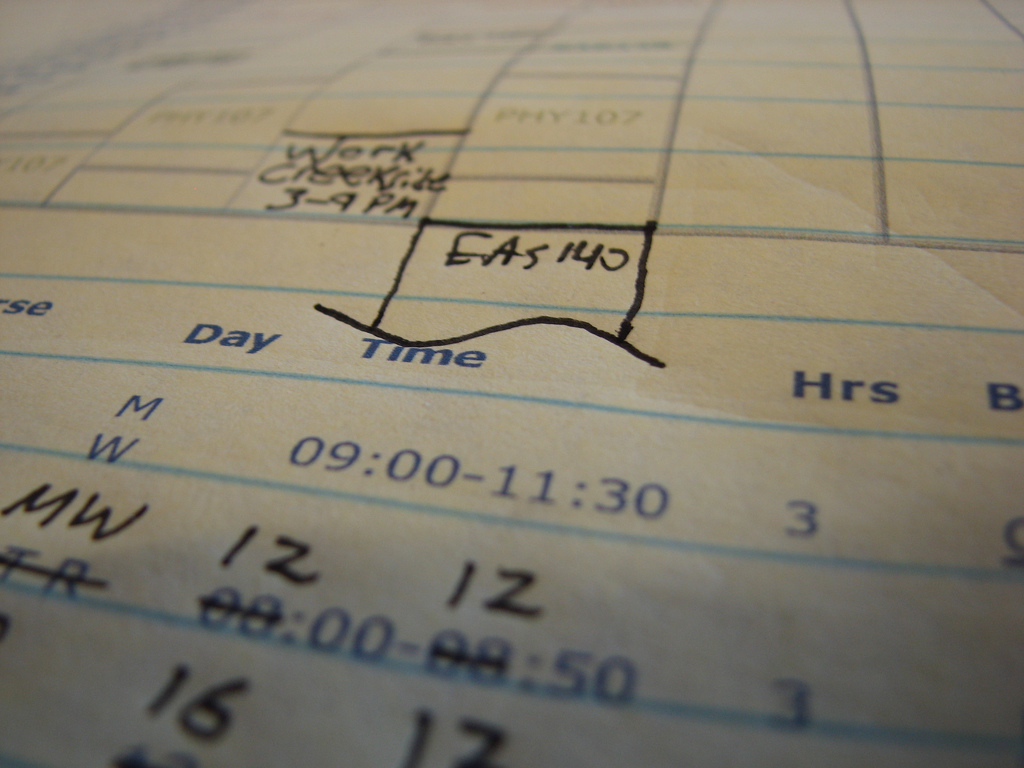 PHY107
PHY107
Y107
Work
Creekside
3-9 PM
EAS 140
rse Day Time Hrs B
M
W 09:00-11:30 3
MW 12 12
TR 08:00-08:50 3
16 12